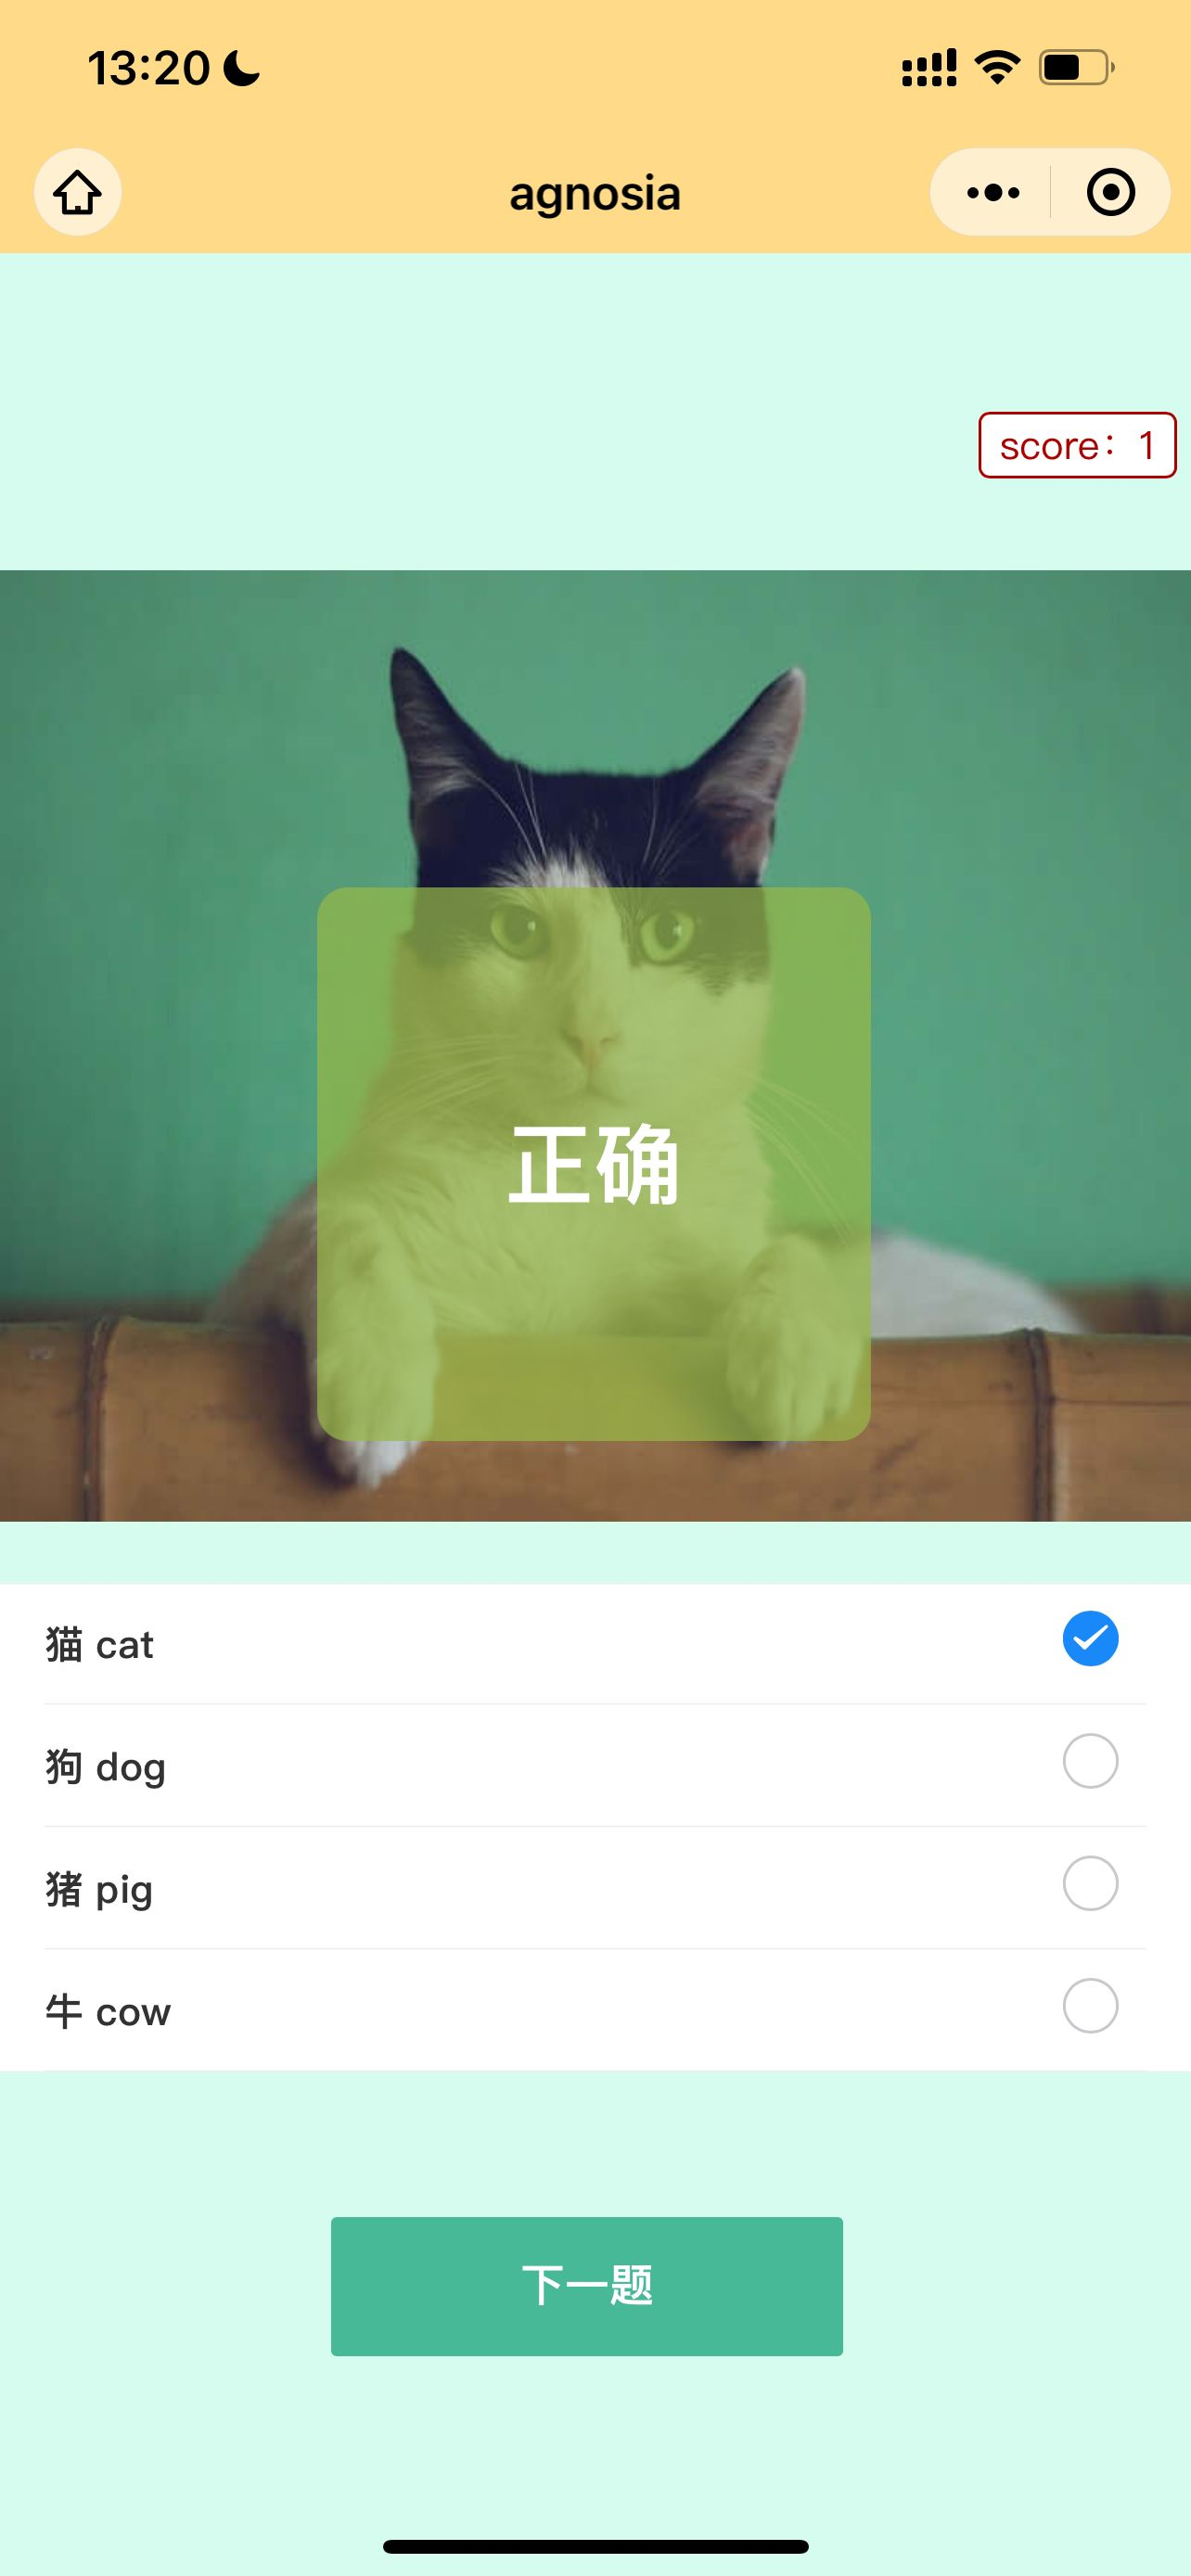 13:20
agnosia
score：1
正确
猫 cat
狗 dog
猪 pig
牛 cow
下一题